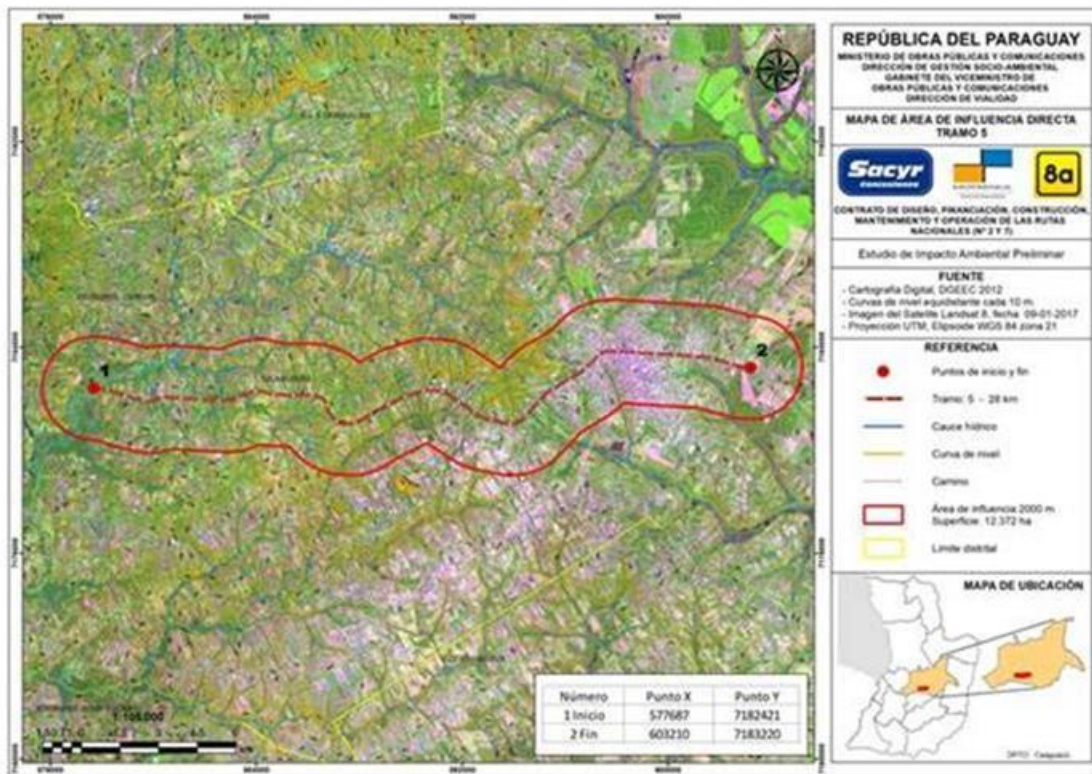 REPÚBLICA DEL PARAGUAY
MINISTERIO DE OBRAS PÚBLICAS Y COMUNICACIONES
DIRECCIÓN DE GESTIÓN SOCIO-AMBIENTAL
GABINETE DEL VICEMINISTRO DE
OBRAS PÚBLICAS Y COMUNICACIONES
DIRECCIÓN DE VIALIDAD
MAPA DE ÁREA DE INFLUENCIA DIRECTA
TRAMO 5
Sacyr
Concesiones
8a
CONTRATO DE DISEÑO, FINANCIACIÓN, CONSTRUCCIÓN,
MANTENIMIENTO Y OPERACIÓN DE LAS RUTAS
NACIONALES (Nº 2 Y 7)
Estudio de Impacto Ambiental Preliminar
FUENTE
- Cartografía Digital, DGEEC 2012
- Curvas de nivel equidistante cada 10 m
- Imagen del Satelite Landsat 8, fecha 09-01-2017
- Proyección UTM, Elipsoide WGS 84 zona 21
REFERENCIA
Puntos de inicio y fin
Tramo: 5 - 28 km
Cauce hídrico
Curva de nivel
Camino
Área de influencia 2000 m
Superficie: 12.372 ha
Límite distrital
MAPA DE UBICACIÓN
DPTO. Caaguazú
1
2
Número Punto X Punto Y
1 Inicio 577687 7182421
2 Fin 603210 7183220